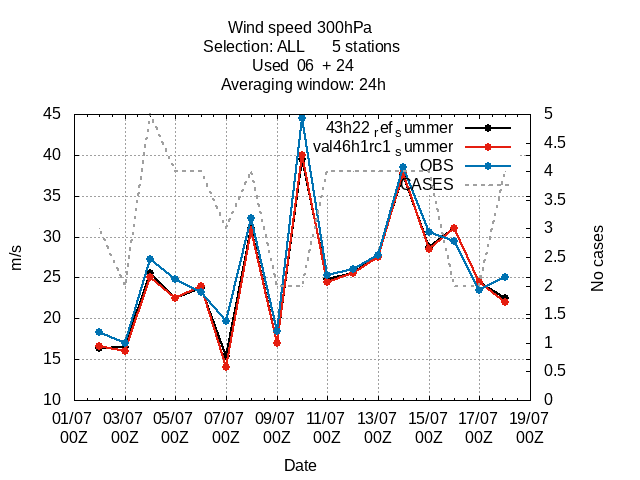 Wind speed 300hPa
Selection: ALL 5 stations
Used 06 + 24
Averaging window: 24h
43h22_ref_summer
val46h1rc1_summer
OBS
CASES
45
40
35
30
25
20
15
10
m/s
5
4.5
4
3.5
3
2.5
2
1.5
1
0.5
0
No cases
01/07 03/07 05/07 07/07 09/07 11/07 13/07 15/07 17/07 19/07
00Z 00Z 00Z 00Z 00Z 00Z 00Z 00Z 00Z 00Z
Date